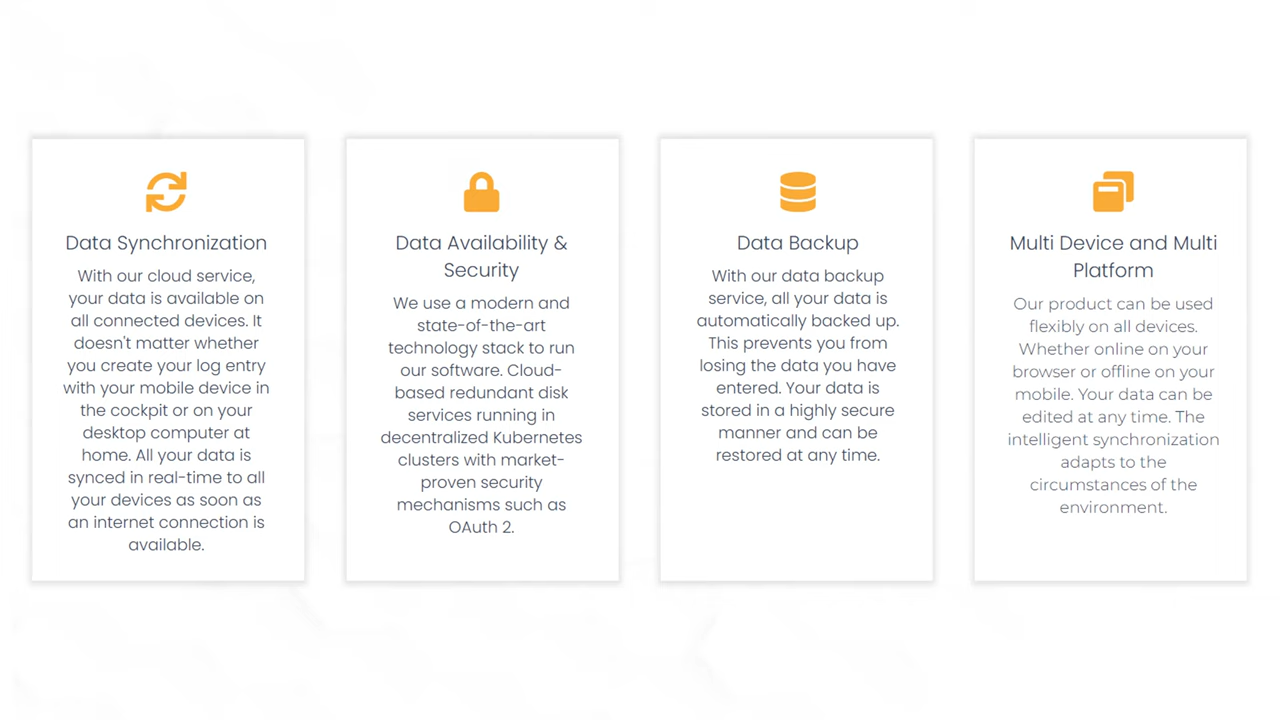 Data Synchronization
With our cloud service,
your data is available on
all connected devices. It
doesn't matter whether
you create your log entry
with your mobile device in
the cockpit or on your
desktop computer at
home. All your data is
synced in real-time to all
your devices as soon as
an internet connection is
available.
Data Availability &
Security
We use a modern and
state-of-the-art
technology stack to run
our software. Cloud-
based redundant disk
services running in
decentralized Kubernetes
clusters with market-
proven security
mechanisms such as
OAuth 2.
Data Backup
With our data backup
service, all your data is
automatically backed up.
This prevents you from
losing the data you have
entered. Your data is
stored in a highly secure
manner and can be
restored at any time.
Multi Device and Multi
Platform
Our product can be used
flexibly on all devices.
Whether online on your
browser or offline on your
mobile. Your data can be
edited at any time. The
intelligent synchronization
adapts to the
circumstances of the
environment.